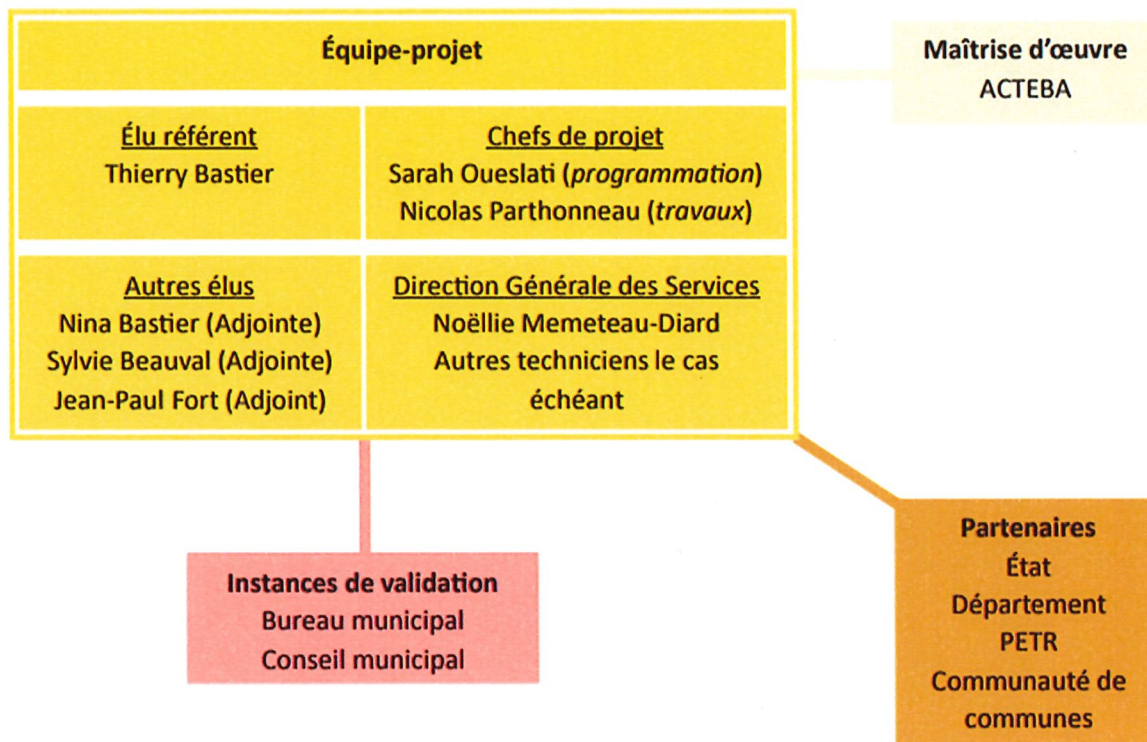 Équipe-projet
Maîtrise d'œuvre
ACTEBA
Élu référent
Thierry Bastier
Chefs de projet
Sarah Oueslati (programmation)
Nicolas Parthonneau (travaux)
Autres élus
Nina Bastier (Adjointe)
Sylvie Beauval (Adjointe)
Jean-Paul Fort (Adjoint)
Direction Générale des Services
Noëllie Memeteau-Diard
Autres techniciens le cas
échéant
Instances de validation
Bureau municipal
Conseil municipal
Partenaires
État
Département
PETR
Communauté de
communes